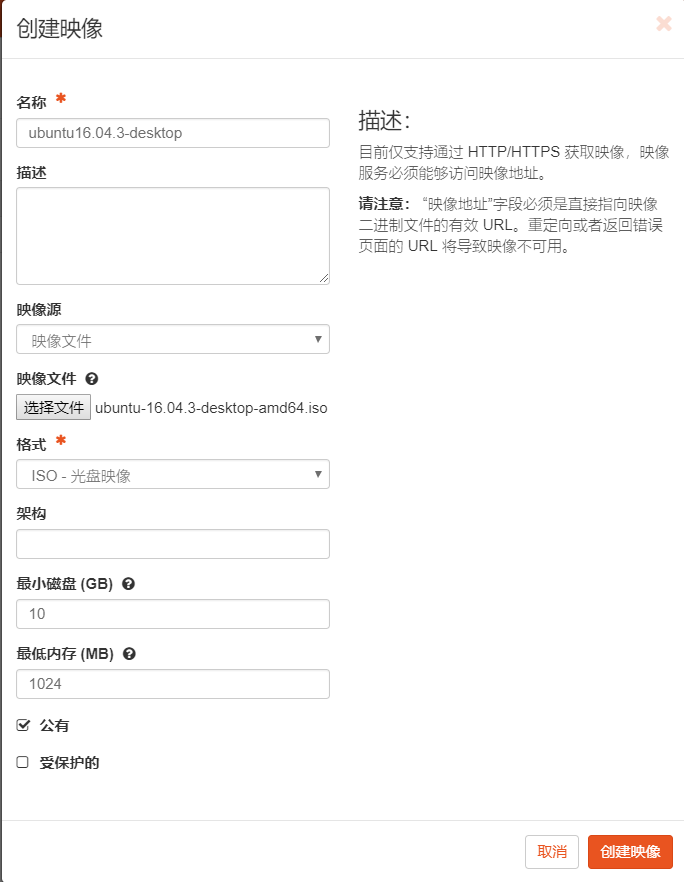 创建映像
名称 *
ubuntu16.04.3-desktop
描述
映像源
映像文件
映像文件
选择文件 ubuntu-16.04.3-desktop-amd64.iso
格式 *
ISO - 光盘映像
架构
最小磁盘 (GB)
10
最低内存 (MB)
1024
公有
受保护的
描述：
目前仅支持通过 HTTP/HTTPS 获取映像，映像
服务必须能够访问映像地址。
请注意： “映像地址”字段必须是直接指向映像
二进制文件的有效 URL。重定向或者返回错误
页面的 URL 将导致映像不可用。
取消
创建映像